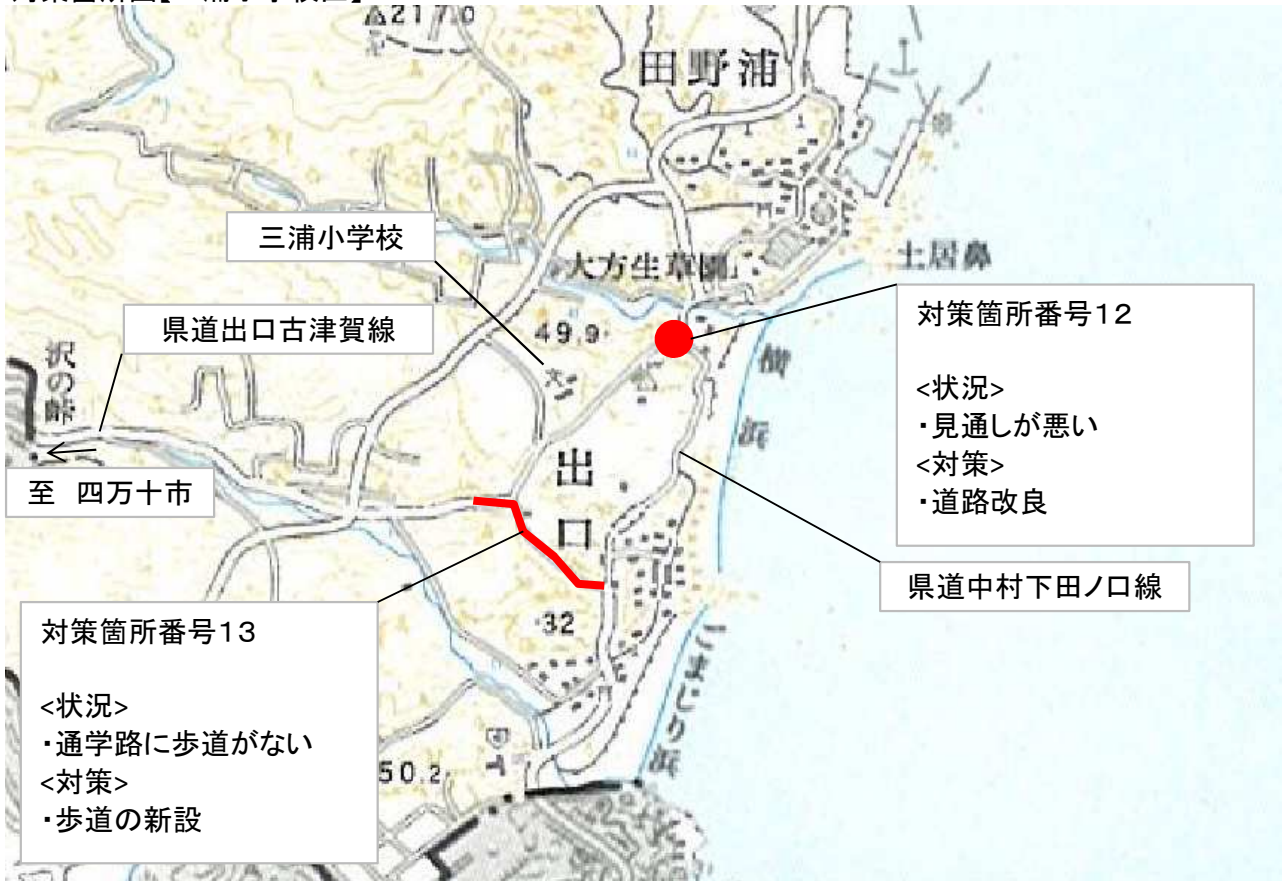 217.0
田野浦
三浦小学校
大方生草園
土居鼻
県道出口古津賀線
49.9
対策箇所番号12
<状況>
・見通しが悪い
<対策>
・道路改良
沢の峠
横浜
至 四万十市
出口
県道中村下田ノ口線
32
対策箇所番号13
<状況>
・通学路に歩道がない
<対策>
・歩道の新設
こまじり浜
50.2